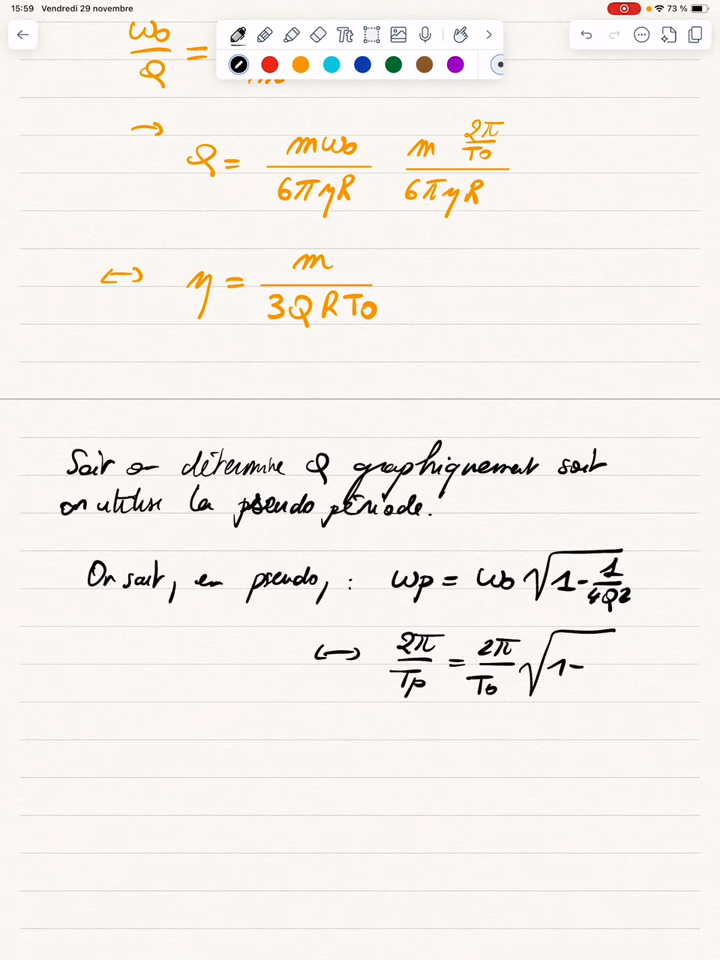 15:59 Vendredi 29 novembre 73 %
ω₀/Q =
→ Q = mω₀/6πηR m 2π/T₀/6πηR
↔ η = m/3QRT₀
Soit on détermine Q graphiquement soit
on utilise la pseudo période.
On sait, en pseudo, : ωp = ω₀ √1 - 1/4Q²
↔ 2π/Tp = 2π/T₀ √1 -